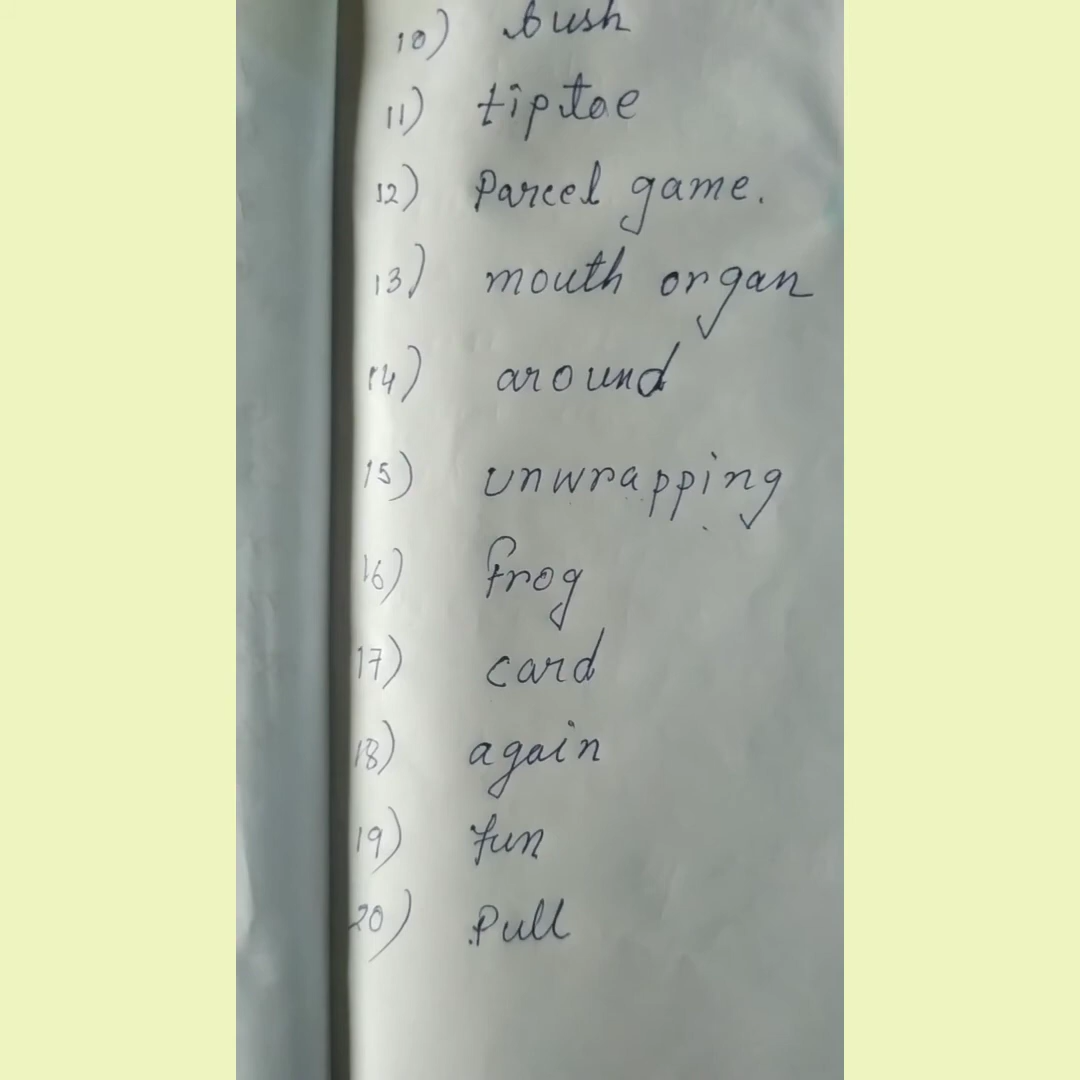 10) bush
11) tiptoe
12) Parcel game.
13) mouth organ
14) around
15) unwrapping
16) frog
17) card
18) again
19) fun
20) Pull